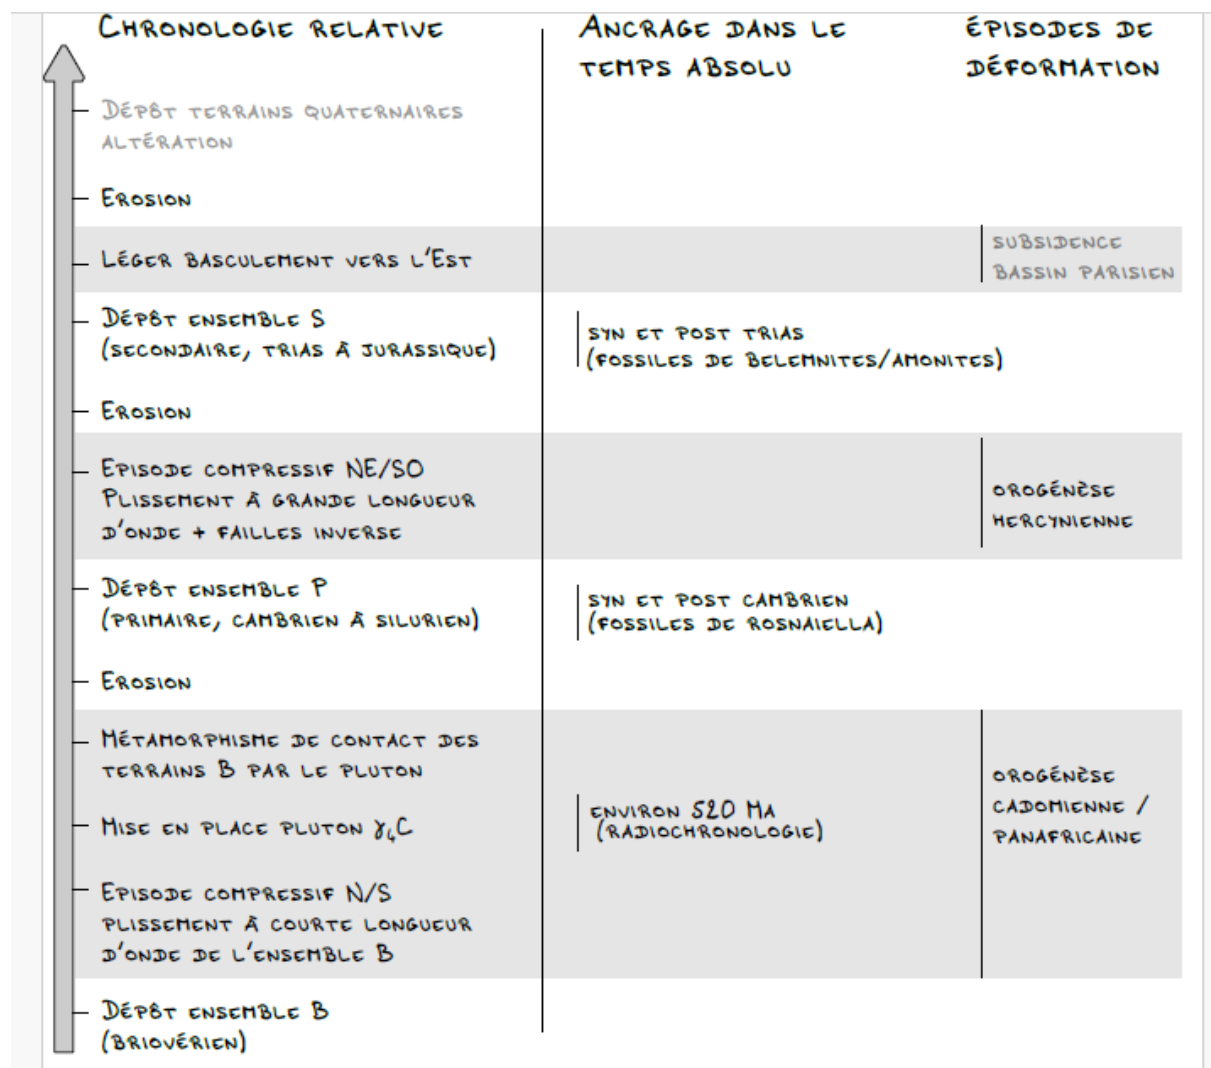 Chronologie relative
Ancrage dans le
temps absolu
épisodes de
déformation
Dépôt terrains quaternaires
altération
Erosion
Léger basculement vers l'Est
subsidence
bassin parisien
Dépôt ensemble S
(secondaire, trias à jurassique)
syn et post trias
(fossiles de belemnites/amonites)
Erosion
Episode compressif NE/SO
Plissement à grande longueur
d'onde + failles inverse
orogénèse
hercynienne
Dépôt ensemble P
(primaire, cambrien à silurien)
syn et post cambrien
(fossiles de rosnaiella)
Erosion
Métamorphisme de contact des
terrains B par le pluton
Mise en place pluton γ₄C
environ 520 Ma
(radiochronologie)
orogénèse
cadomienne /
panafricaine
Episode compressif N/S
plissement à courte longueur
d'onde de l'ensemble B
Dépôt ensemble B
(briovérien)